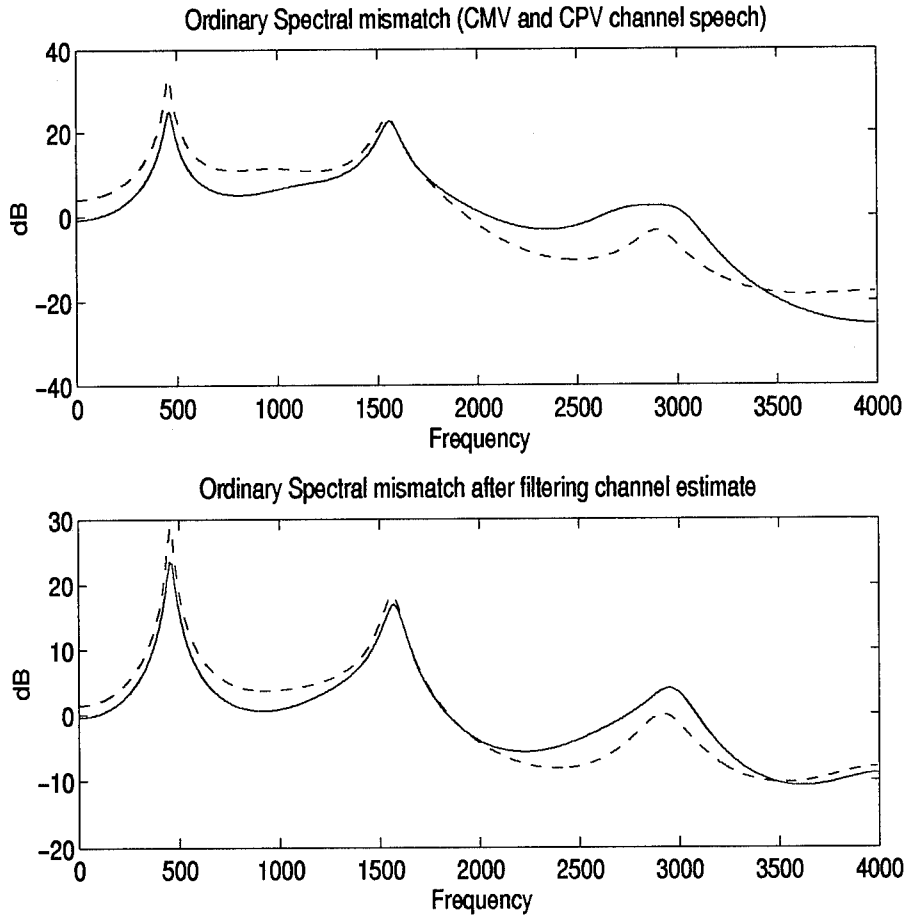 Ordinary Spectral mismatch (CMV and CPV channel speech)
40
20
0
−20
−40
dB
0 500 1000 1500 2000 2500 3000 3500 4000
Frequency
Ordinary Spectral mismatch after filtering channel estimate
30
20
10
0
−10
−20
dB
0 500 1000 1500 2000 2500 3000 3500 4000
Frequency